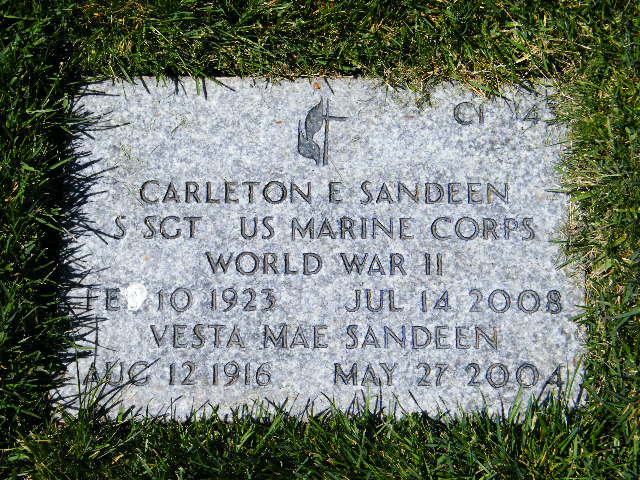 CARLETON E SANDEEN
S SGT US MARINE CORPS
WORLD WAR II
10 1923 JUL 14 2008
VESTA MAE SANDEEN
AUG 12 1916 MAY 27 2004